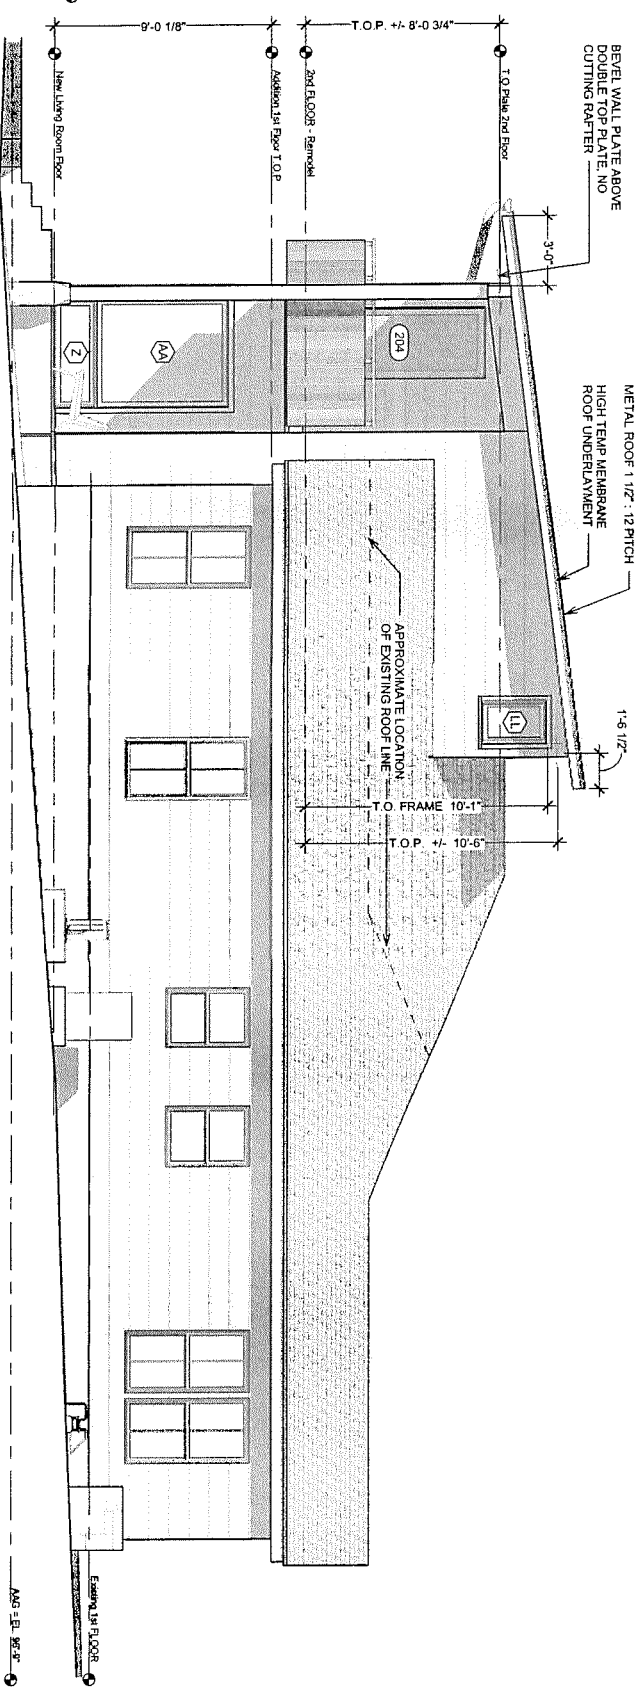 BEVEL WALL PLATE ABOVE
DOUBLE TOP PLATE, NO
CUTTING RAFTER
METAL ROOF 1 1/2" : 12 PITCH
HIGH TEMP MEMBRANE
ROOF UNDERLAYMENT
3'-0"
1'-6 1/2"
T.O.P. +/- 8'-0 3/4"
9'-0 1/8"
T.O Plate 2nd Floor
2nd FLOOR - Remodel
Addition 1st Floor T.O.P
New Living Room Floor
204
AA
Z
LL
APPROXIMATE LOCATION
OF EXISTING ROOF LINE
T.O. FRAME 10'-1"
T.O.P. +/- 10'-6"
Existing 1st FLOOR
AAG = EL. 96'-9"